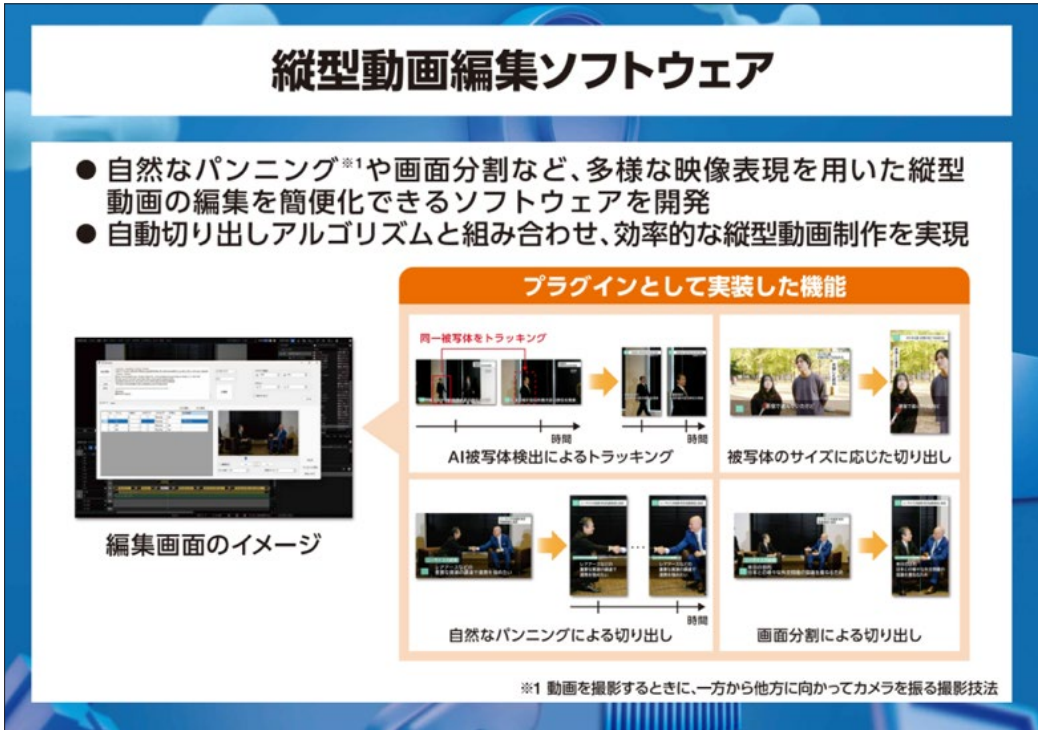 縦型動画編集ソフトウェア
● 自然なパンニング※1や画面分割など、多様な映像表現を用いた縦型
動画の編集を簡便化できるソフトウェアを開発
● 自動切り出しアルゴリズムと組み合わせ、効率的な縦型動画制作を実現
プラグインとして実装した機能
同一被写体をトラッキング
時間
時間
AI被写体検出によるトラッキング
被写体のサイズに応じた切り出し
編集画面のイメージ
時間
自然なパンニングによる切り出し
画面分割による切り出し
※1 動画を撮影するときに、一方から他方に向かってカメラを振る撮影技法